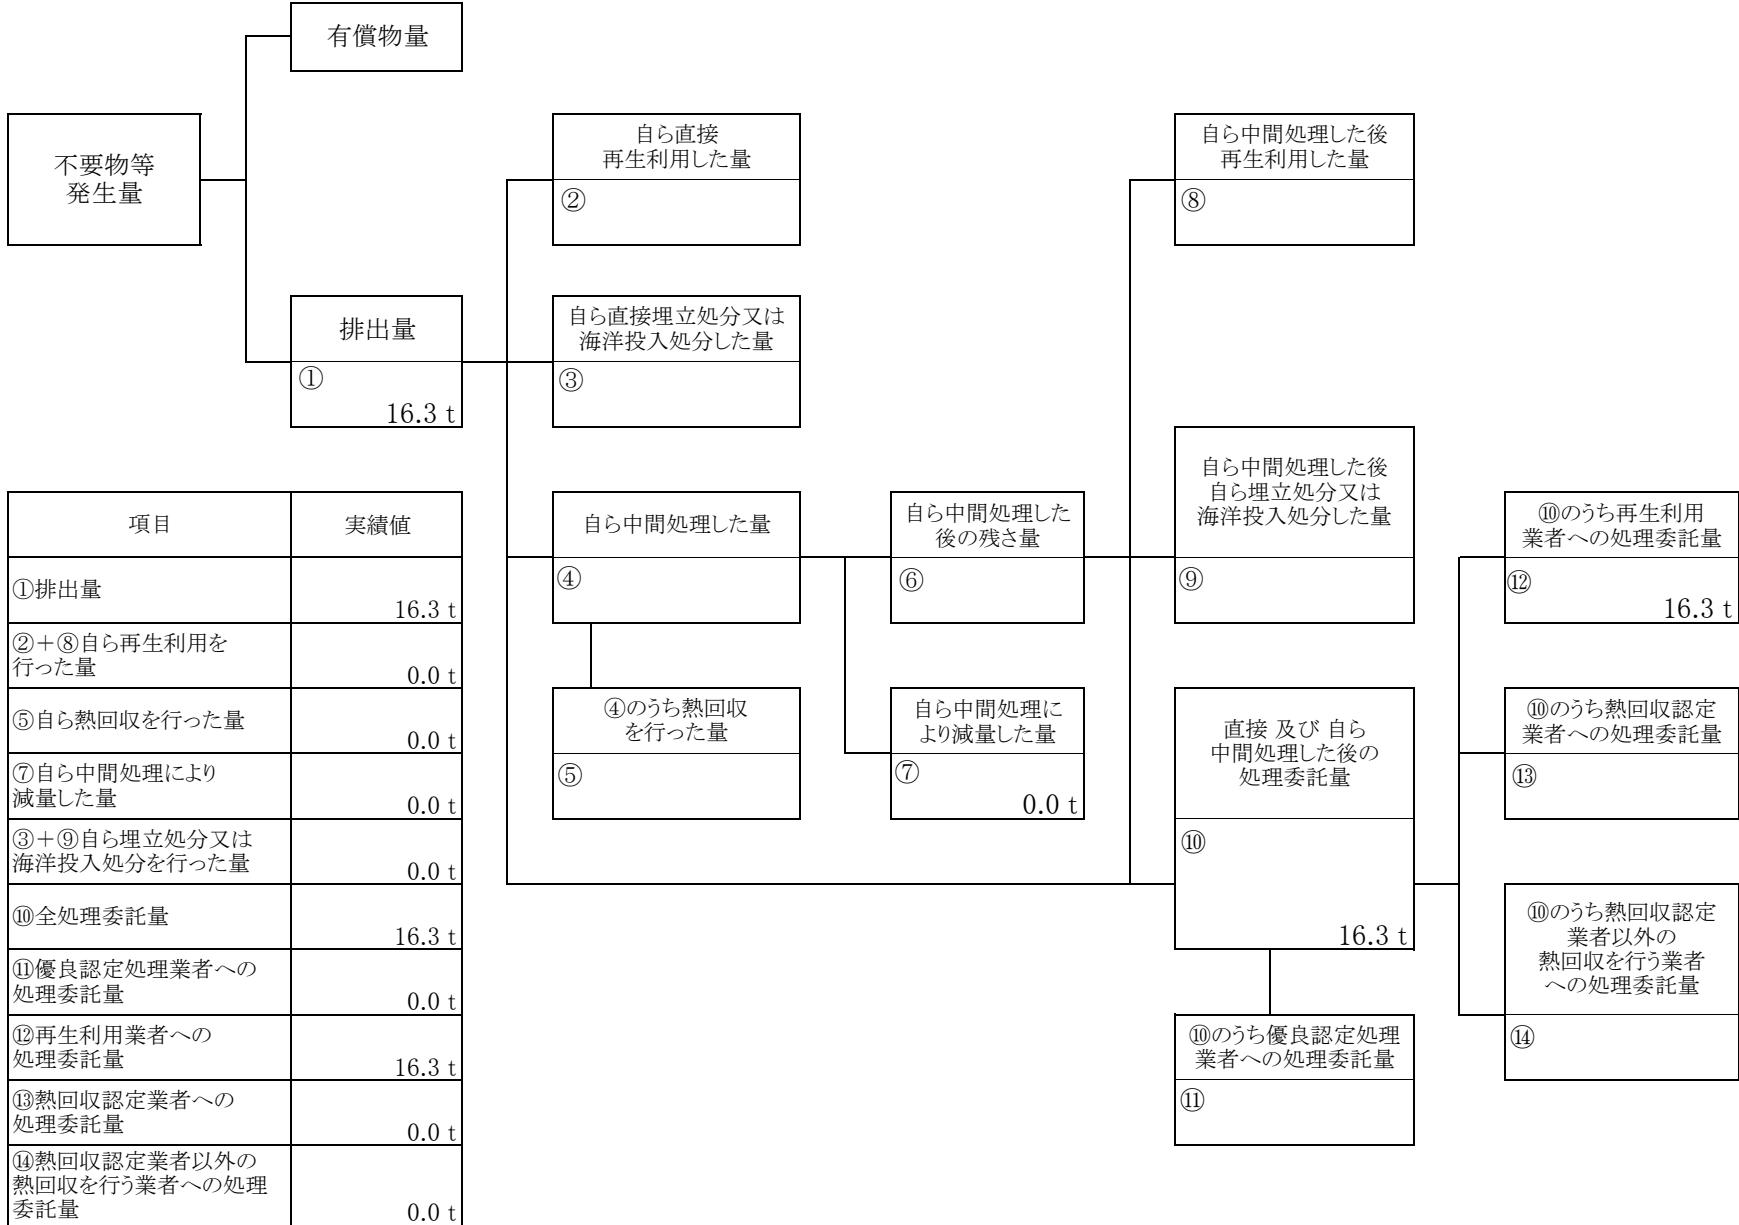 有償物量
不要物等
発生量
自ら直接
再生利用した量
②
自ら中間処理した後
再生利用した量
⑧
排出量
①
16.3 t
自ら直接埋立処分又は
海洋投入処分した量
③
項目
実績値
①排出量
16.3 t
②＋⑧自ら再生利用を
行った量
0.0 t
⑤自ら熱回収を行った量
0.0 t
⑦自ら中間処理により
減量した量
0.0 t
③＋⑨自ら埋立処分又は
海洋投入処分を行った量
0.0 t
⑩全処理委託量
16.3 t
⑪優良認定処理業者への
処理委託量
0.0 t
⑫再生利用業者への
処理委託量
16.3 t
⑬熱回収認定業者への
処理委託量
0.0 t
⑭熱回収認定業者以外の
熱回収を行う業者への処理
委託量
0.0 t
自ら中間処理した量
④
④のうち熱回収
を行った量
⑤
自ら中間処理した
後の残さ量
⑥
自ら中間処理に
より減量した量
⑦
0.0 t
自ら中間処理した後
自ら埋立処分又は
海洋投入処分した量
⑨
直接 及び 自ら
中間処理した後の
処理委託量
⑩
16.3 t
⑩のうち優良認定処理
業者への処理委託量
⑪
⑩のうち再生利用
業者への処理委託量
⑫
16.3 t
⑩のうち熱回収認定
業者への処理委託量
⑬
⑩のうち熱回収認定
業者以外の
熱回収を行う業者
への処理委託量
⑭